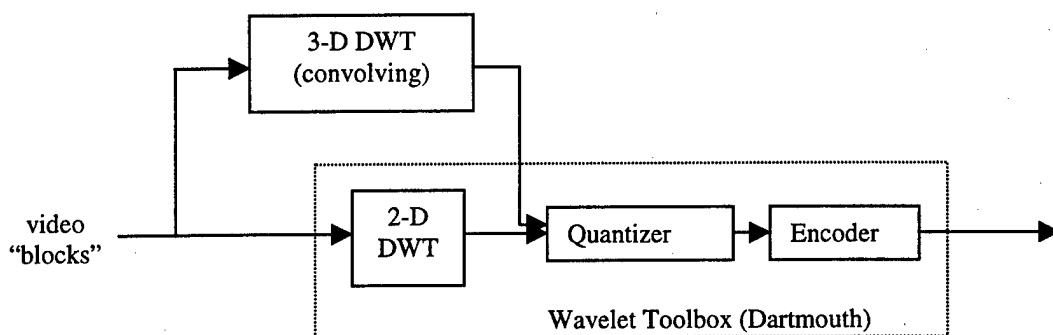 3-D DWT
(convolving)
video
“blocks”
2-D
DWT
Quantizer
Encoder
Wavelet Toolbox (Dartmouth)